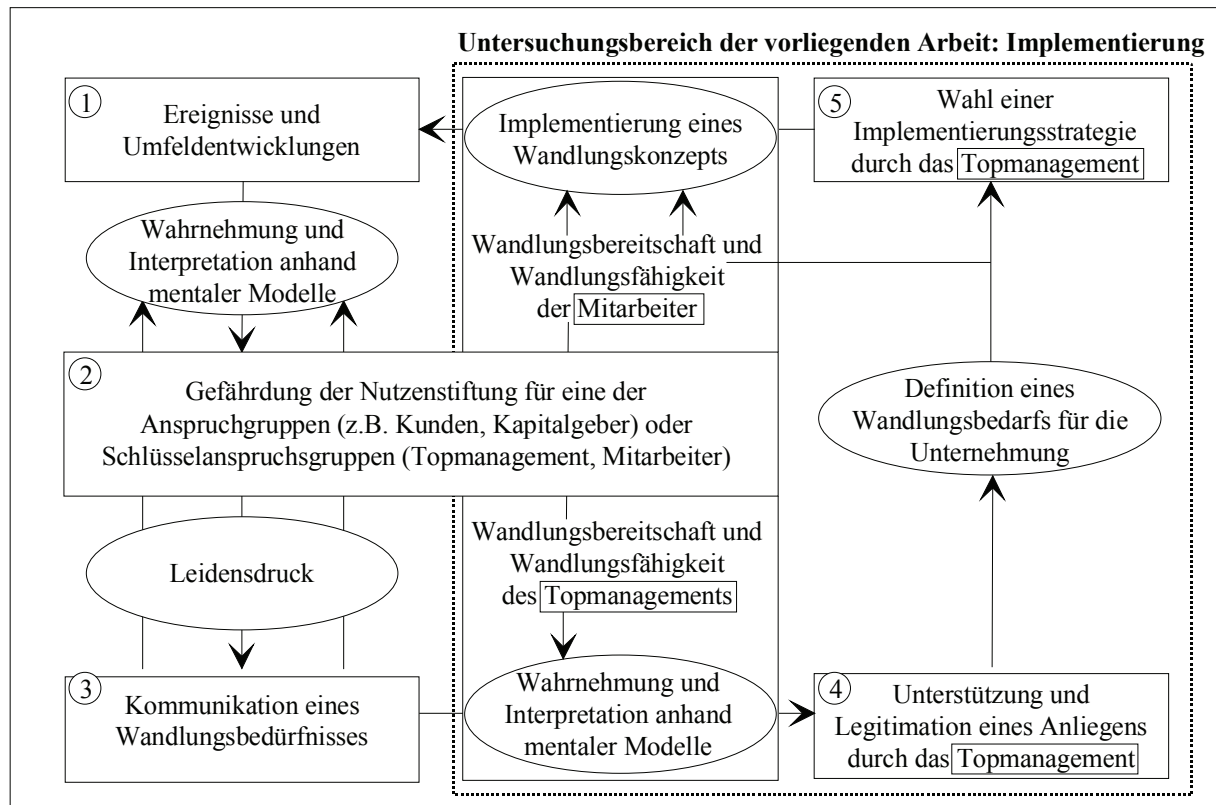 Untersuchungsbereich der vorliegenden Arbeit: Implementierung
1
Ereignisse und
Umfeldentwicklungen
Implementierung eines
Wandlungskonzepts
5
Wahl einer
Implementierungsstrategie
durch das Topmanagement
Wahrnehmung und
Interpretation anhand
mentaler Modelle
Wandlungsbereitschaft und
Wandlungsfähigkeit
der Mitarbeiter
2
Gefährdung der Nutzenstiftung für eine der
Anspruchgruppen (z.B. Kunden, Kapitalgeber) oder
Schlüsselanspruchsgruppen (Topmanagement, Mitarbeiter)
Definition eines
Wandlungsbedarfs für die
Unternehmung
Leidensdruck
Wandlungsbereitschaft und
Wandlungsfähigkeit
des Topmanagements
3
Kommunikation eines
Wandlungsbedürfnisses
Wahrnehmung und
Interpretation anhand
mentaler Modelle
4
Unterstützung und
Legitimation eines Anliegens
durch das Topmanagement